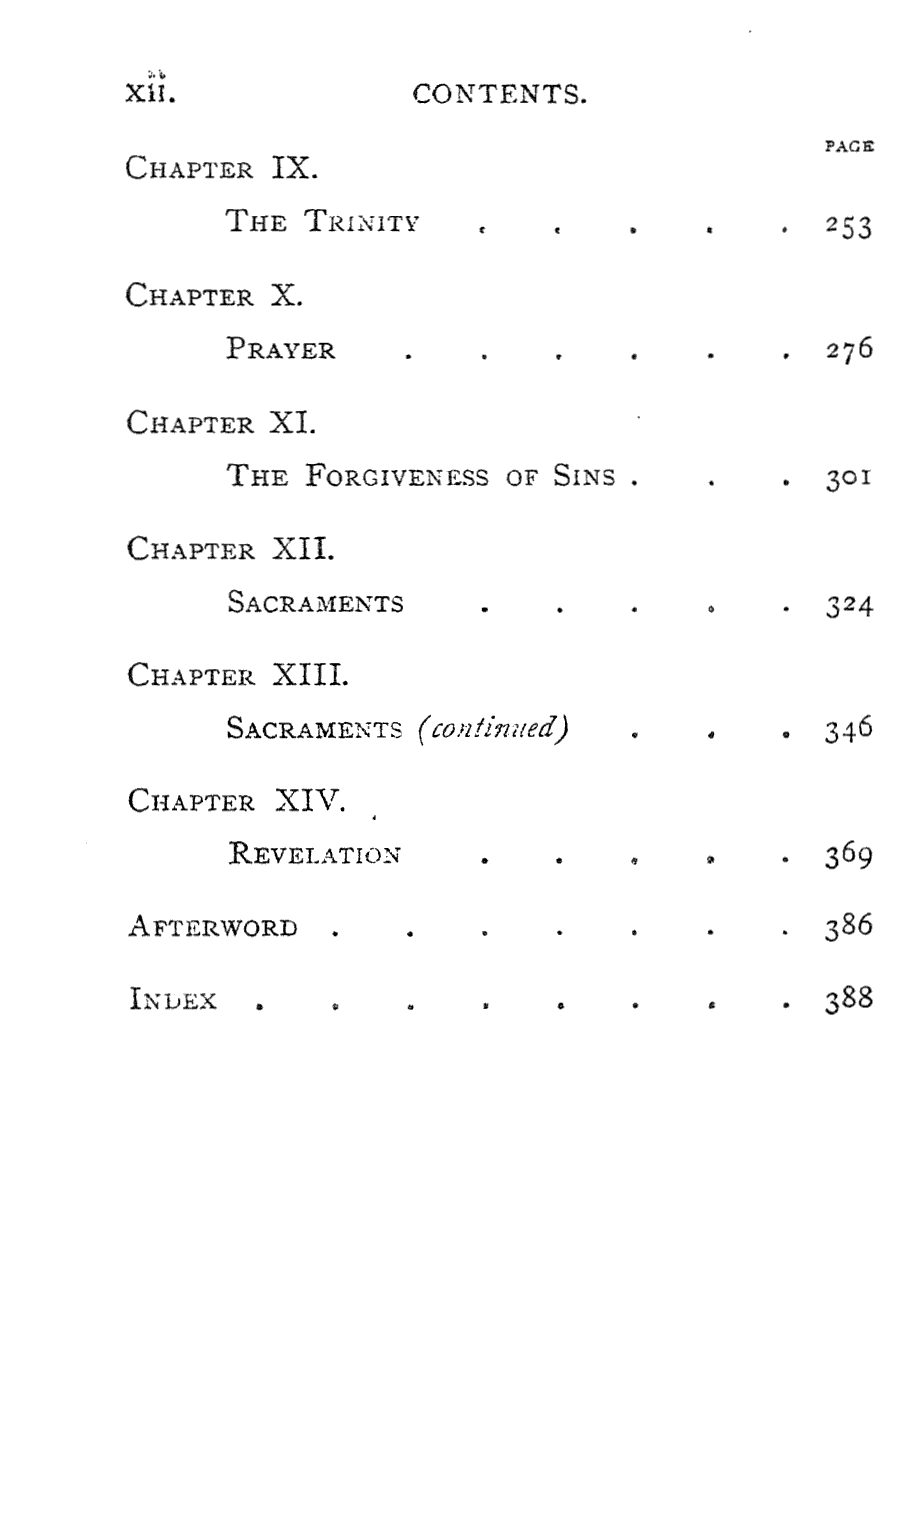 xii. CONTENTS.
PAGE
CHAPTER IX.
THE TRINITY . . . . . 253
CHAPTER X.
PRAYER . . . . . . 276
CHAPTER XI.
THE FORGIVENESS OF SINS . . . 301
CHAPTER XII.
SACRAMENTS . . . . . 324
CHAPTER XIII.
SACRAMENTS (continued) . . . 346
CHAPTER XIV.
REVELATION . . . . . 369
AFTERWORD . . . . . . . 386
INDEX . . . . . . . . 388